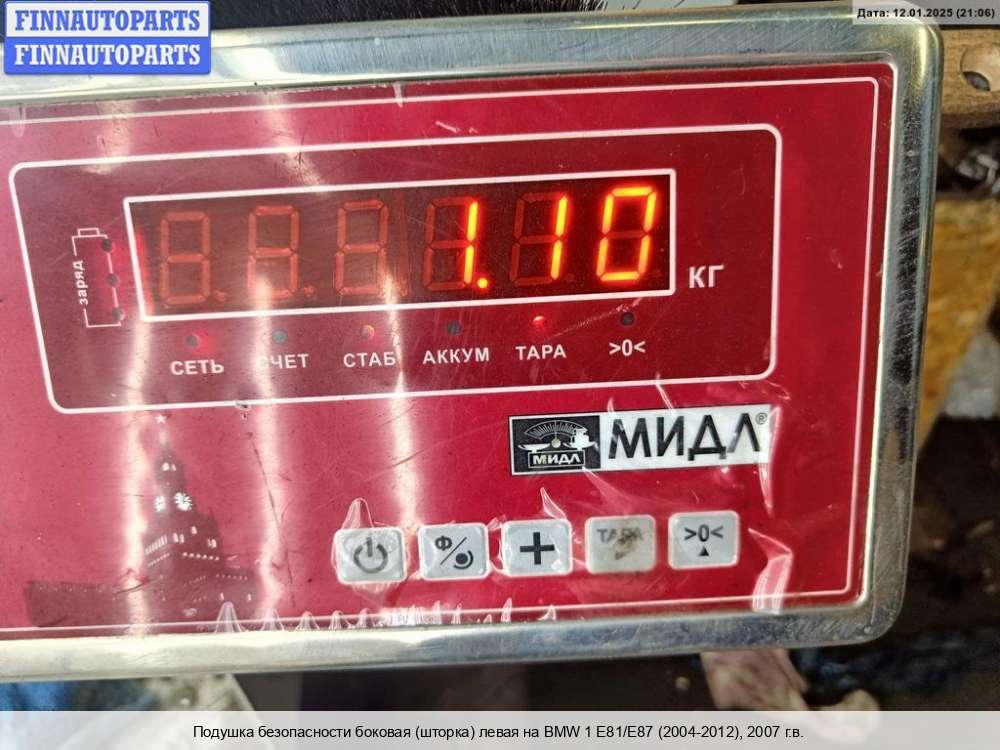 FINNAUTOPARTS
FINNAUTOPARTS
Дата: 12.01.2025 (21:06)
заряд
1.10
КГ
СЕТЬ СЧЕТ СТАБ АККУМ ТАРА >0<
МИДЛ МИДЛ®
Ф/ + ТАРА >0<
Подушка безопасности боковая (шторка) левая на BMW 1 E81/E87 (2004-2012), 2007 г.в.